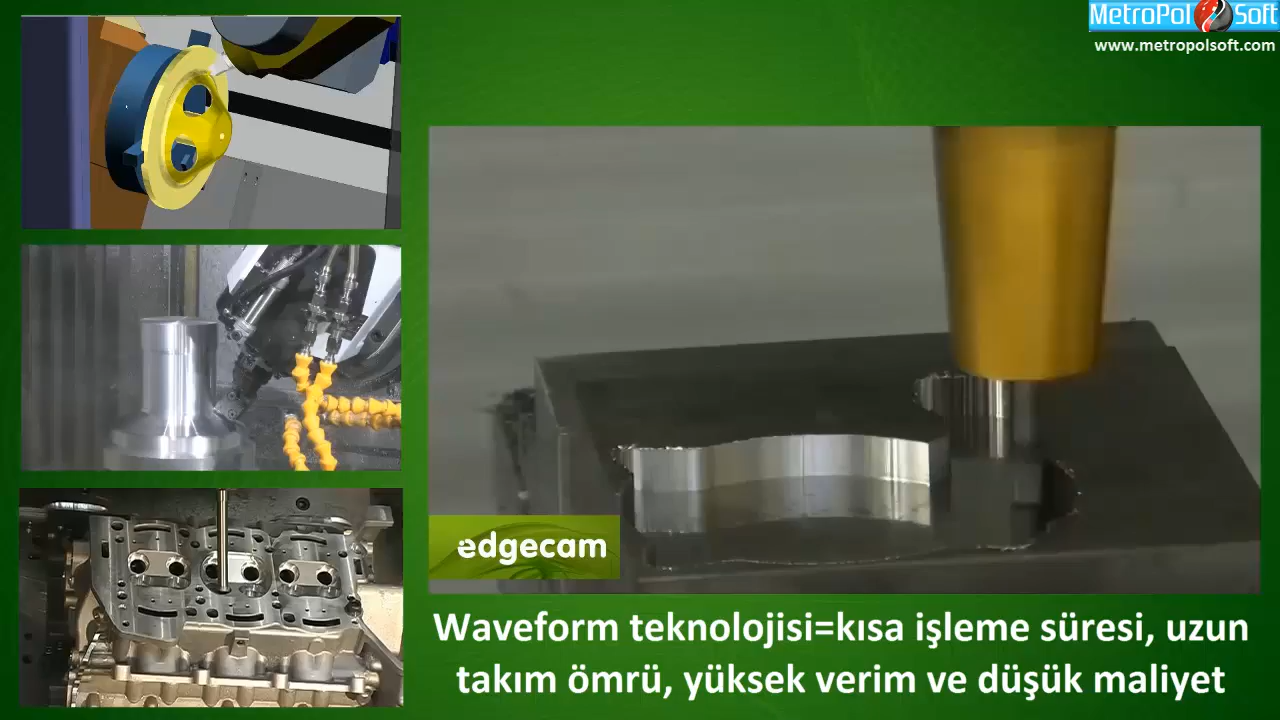 MetroPol Soft
www.metropolsoft.com
edgecam
Waveform teknolojisi=kısa işleme süresi, uzun
takım ömrü, yüksek verim ve düşük maliyet